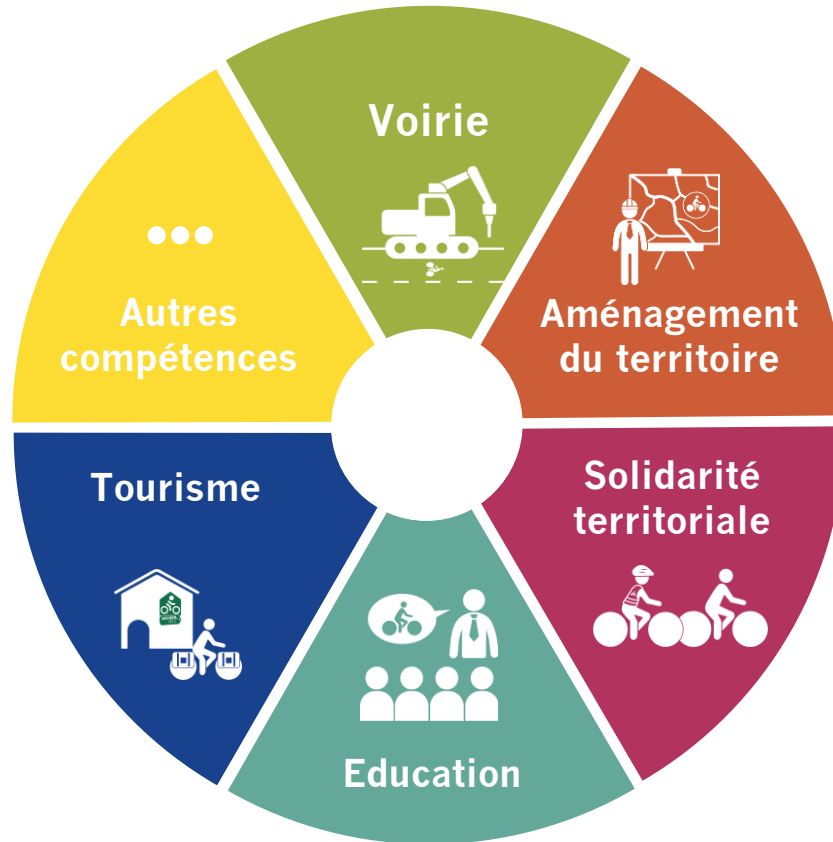 Voirie
Aménagement
du territoire
Solidarité
territoriale
Education
Tourisme
Autres
compétences